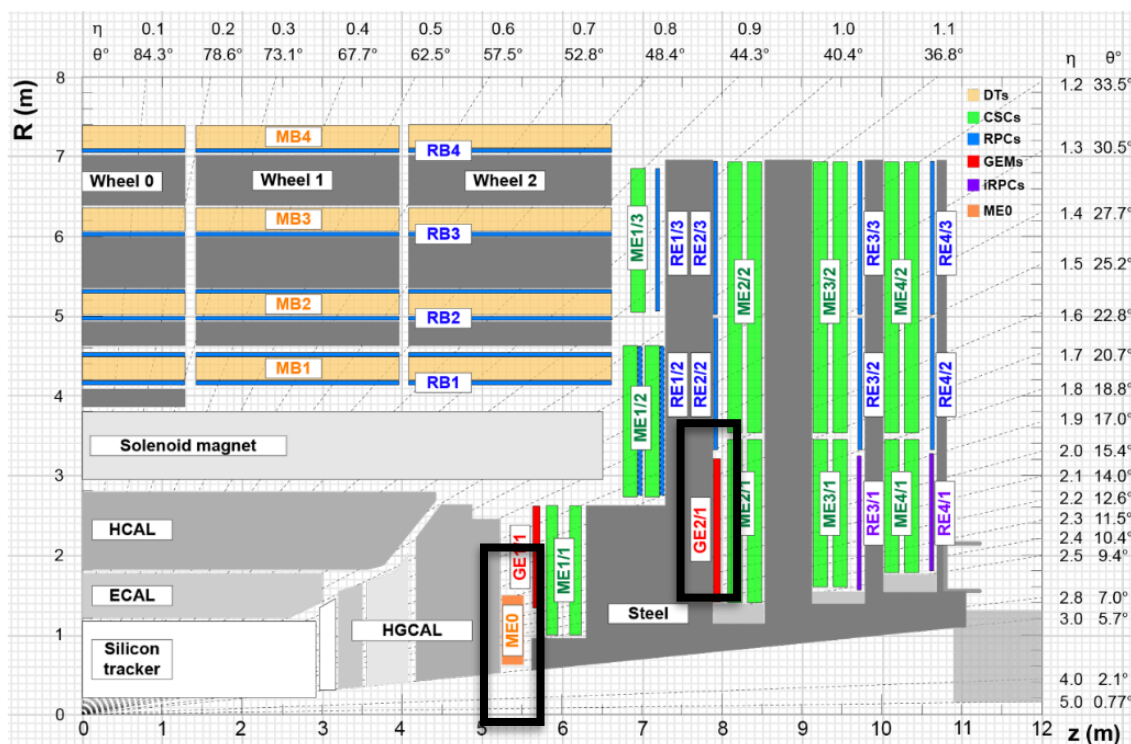 η 0.1 0.2 0.3 0.4 0.5 0.6 0.7 0.8 0.9 1.0 1.1 η θ°
θ° 84.3° 78.6° 73.1° 67.7° 62.5° 57.5° 52.8° 48.4° 44.3° 40.4° 36.8°
R (m)
8
7
6
5
4
3
2
1
0
1.2 33.5°
1.3 30.5°
1.4 27.7°
1.5 25.2°
1.6 22.8°
1.7 20.7°
1.8 18.8°
1.9 17.0°
2.0 15.4°
2.1 14.0°
2.2 12.6°
2.3 11.5°
2.4 10.4°
2.5 9.4°
2.8 7.0°
3.0 5.7°
4.0 2.1°
5.0 0.77°
DTs
CSCs
RPCs
GEMs
iRPCs
ME0
MB4
RB4
Wheel 0 Wheel 1 Wheel 2
MB3
RB3
MB2
RB2
MB1
RB1
Solenoid magnet
HCAL
ECAL
Silicon
tracker
HGCAL
Steel
ME0
ME1/1
ME1/2
ME1/3
RE1/3
RE2/3
RE1/2
RE2/2
GE2/1
ME2/2
ME2/1
ME3/2
ME3/1
RE3/3
RE3/2
RE3/1
ME4/2
ME4/1
RE4/3
RE4/2
RE4/1
0 1 2 3 4 5 6 7 8 9 10 11 12
z (m)